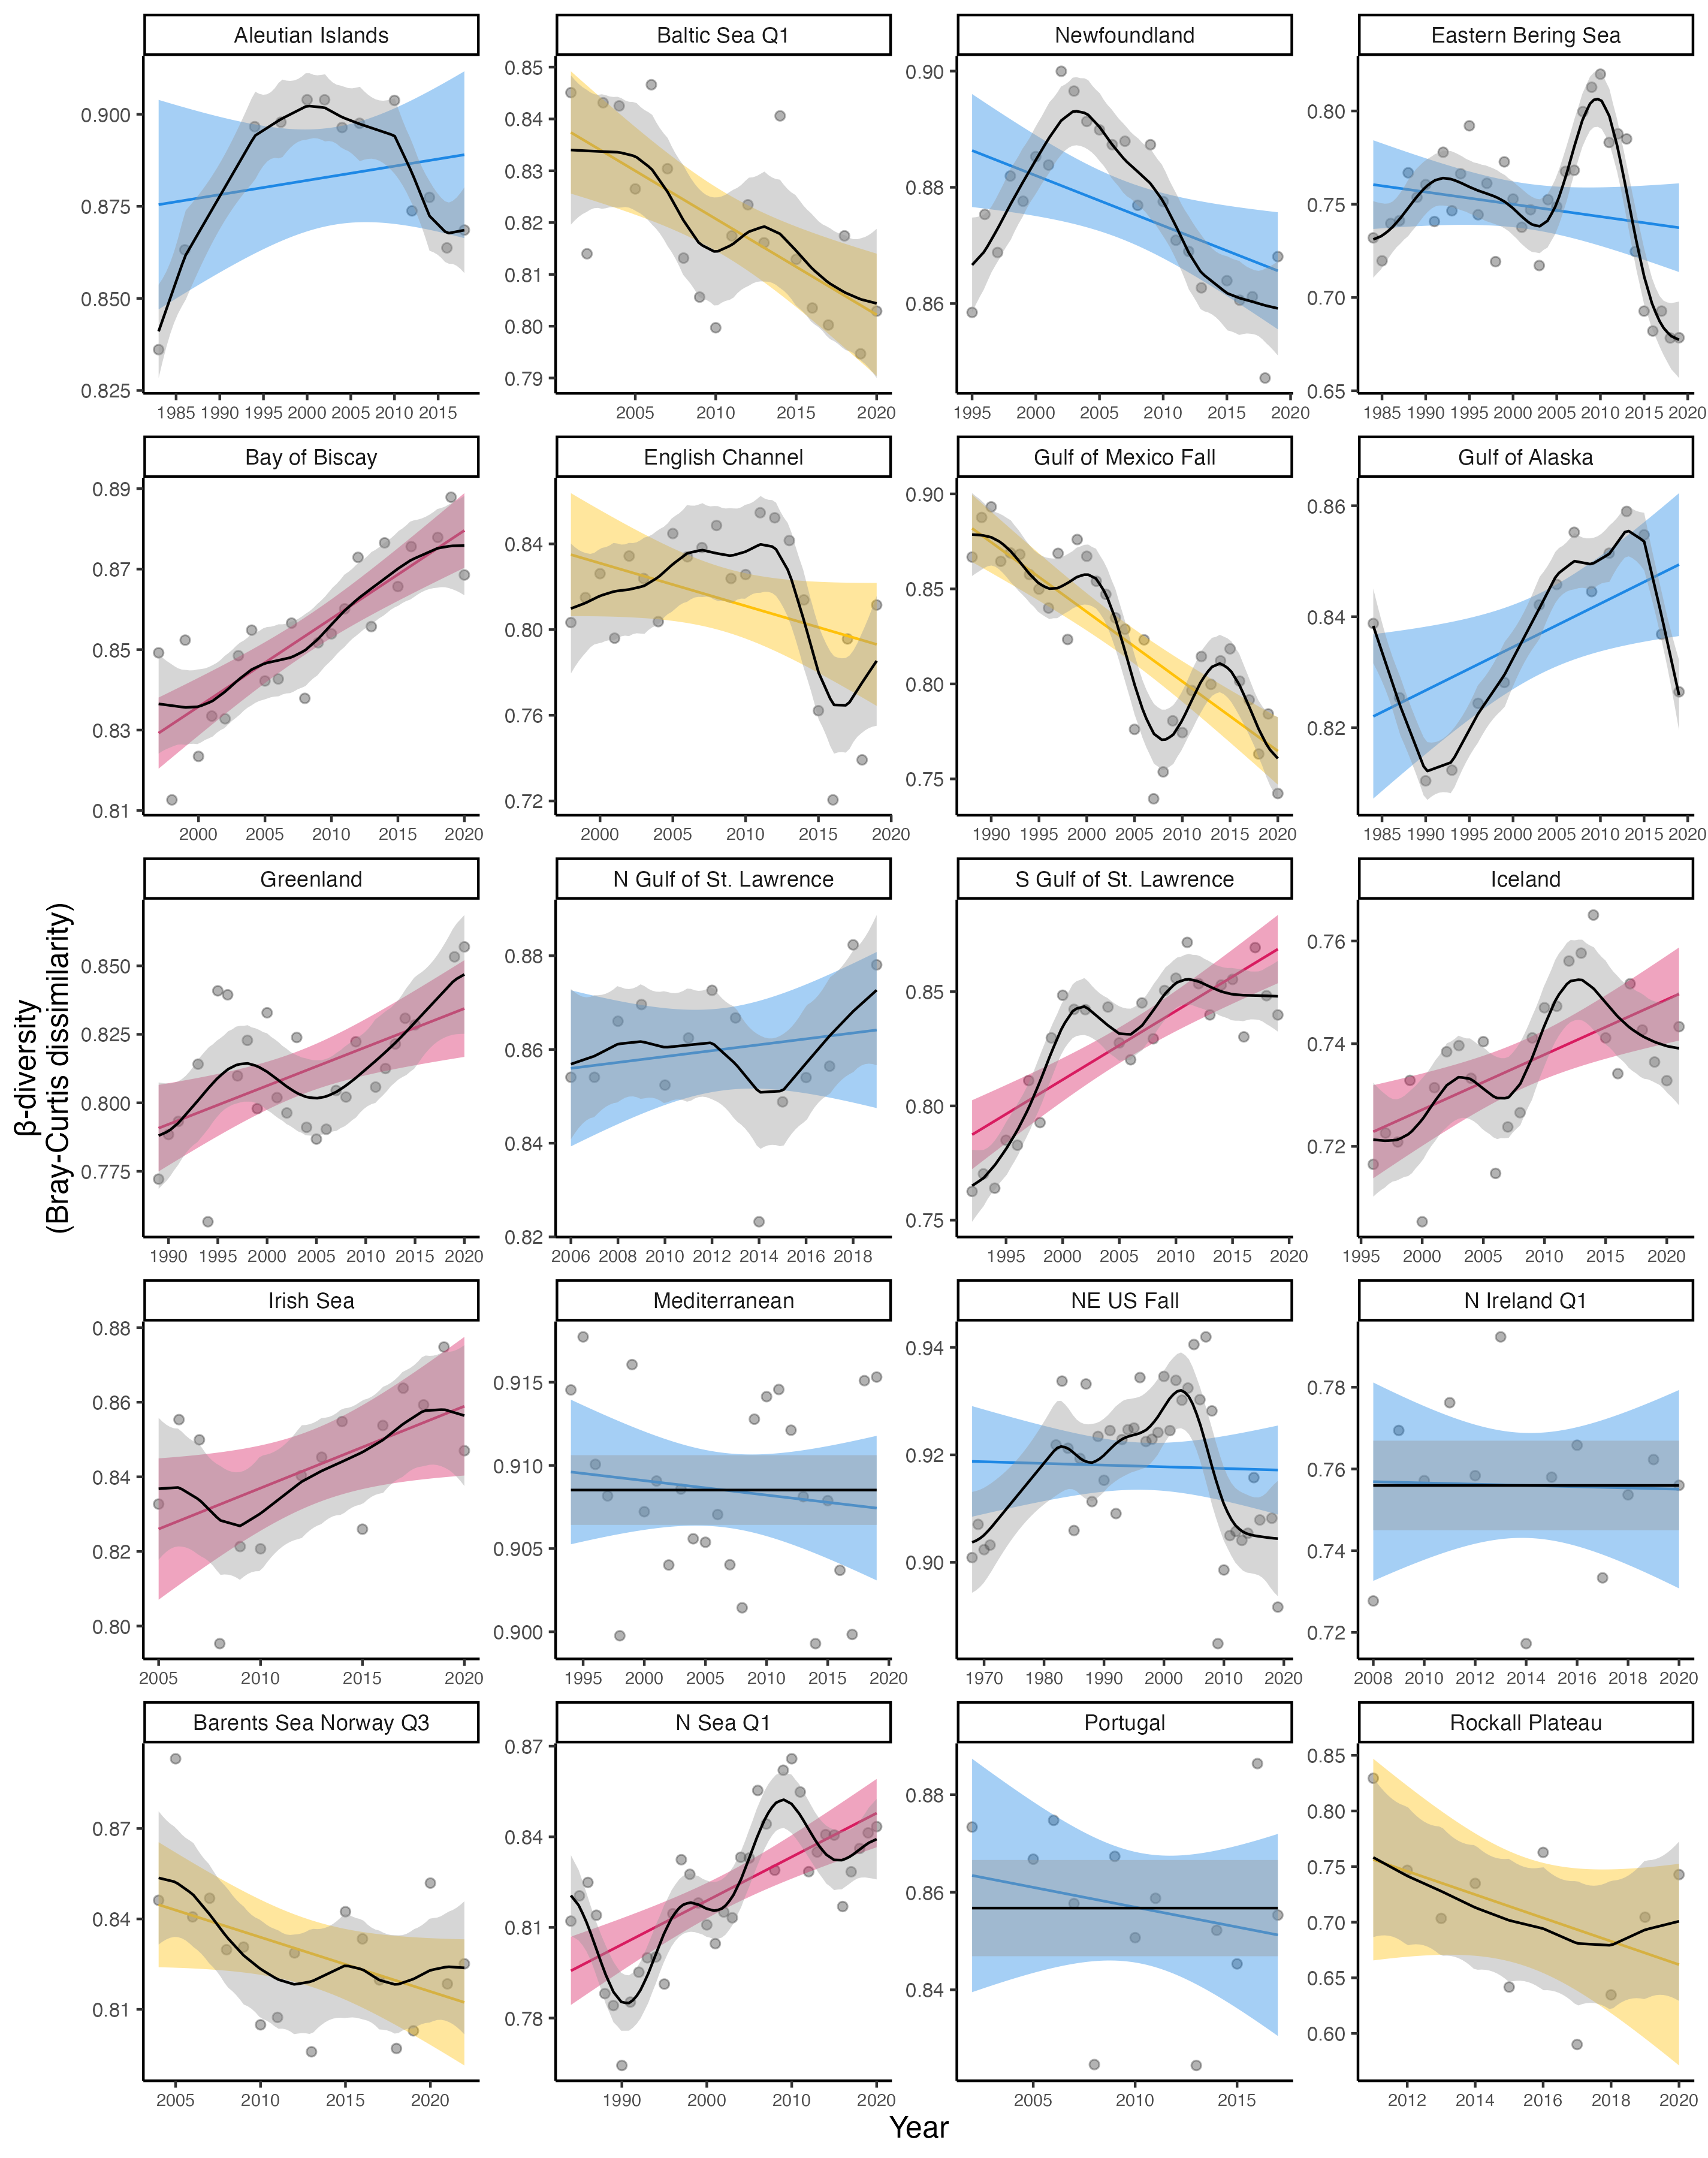 Aleutian Islands
Baltic Sea Q1
Newfoundland
Eastern Bering Sea
0.900
0.875
0.850
0.825
1985 1990 1995 2000 2005 2010 2015
0.85
0.84
0.83
0.82
0.81
0.80
0.79
2005 2010 2015 2020
0.90
0.88
0.86
1995 2000 2005 2010 2015 2020
0.80
0.75
0.70
0.65
1985 1990 1995 2000 2005 2010 2015 2020
Bay of Biscay
English Channel
Gulf of Mexico Fall
Gulf of Alaska
0.89
0.87
0.85
0.83
0.81
2000 2005 2010 2015 2020
0.84
0.80
0.76
0.72
2000 2005 2010 2015 2020
0.90
0.85
0.80
0.75
1990 1995 2000 2005 2010 2015 2020
0.86
0.84
0.82
1985 1990 1995 2000 2005 2010 2015 2020
β-diversity
(Bray-Curtis dissimilarity)
Greenland
N Gulf of St. Lawrence
S Gulf of St. Lawrence
Iceland
0.850
0.825
0.800
0.775
1990 1995 2000 2005 2010 2015 2020
0.88
0.86
0.84
0.82
2006 2008 2010 2012 2014 2016 2018
0.85
0.80
0.75
1995 2000 2005 2010 2015 2020
0.76
0.74
0.72
1995 2000 2005 2010 2015 2020
Irish Sea
Mediterranean
NE US Fall
N Ireland Q1
0.88
0.86
0.84
0.82
0.80
2005 2010 2015 2020
0.915
0.910
0.905
0.900
1995 2000 2005 2010 2015 2020
0.94
0.92
0.90
1970 1980 1990 2000 2010 2020
0.78
0.76
0.74
0.72
2008 2010 2012 2014 2016 2018 2020
Barents Sea Norway Q3
N Sea Q1
Portugal
Rockall Plateau
0.87
0.84
0.81
2005 2010 2015 2020
0.87
0.84
0.81
0.78
1990 2000 2010 2020
0.88
0.86
0.84
2005 2010 2015
0.85
0.80
0.75
0.70
0.65
0.60
2012 2014 2016 2018 2020
Year